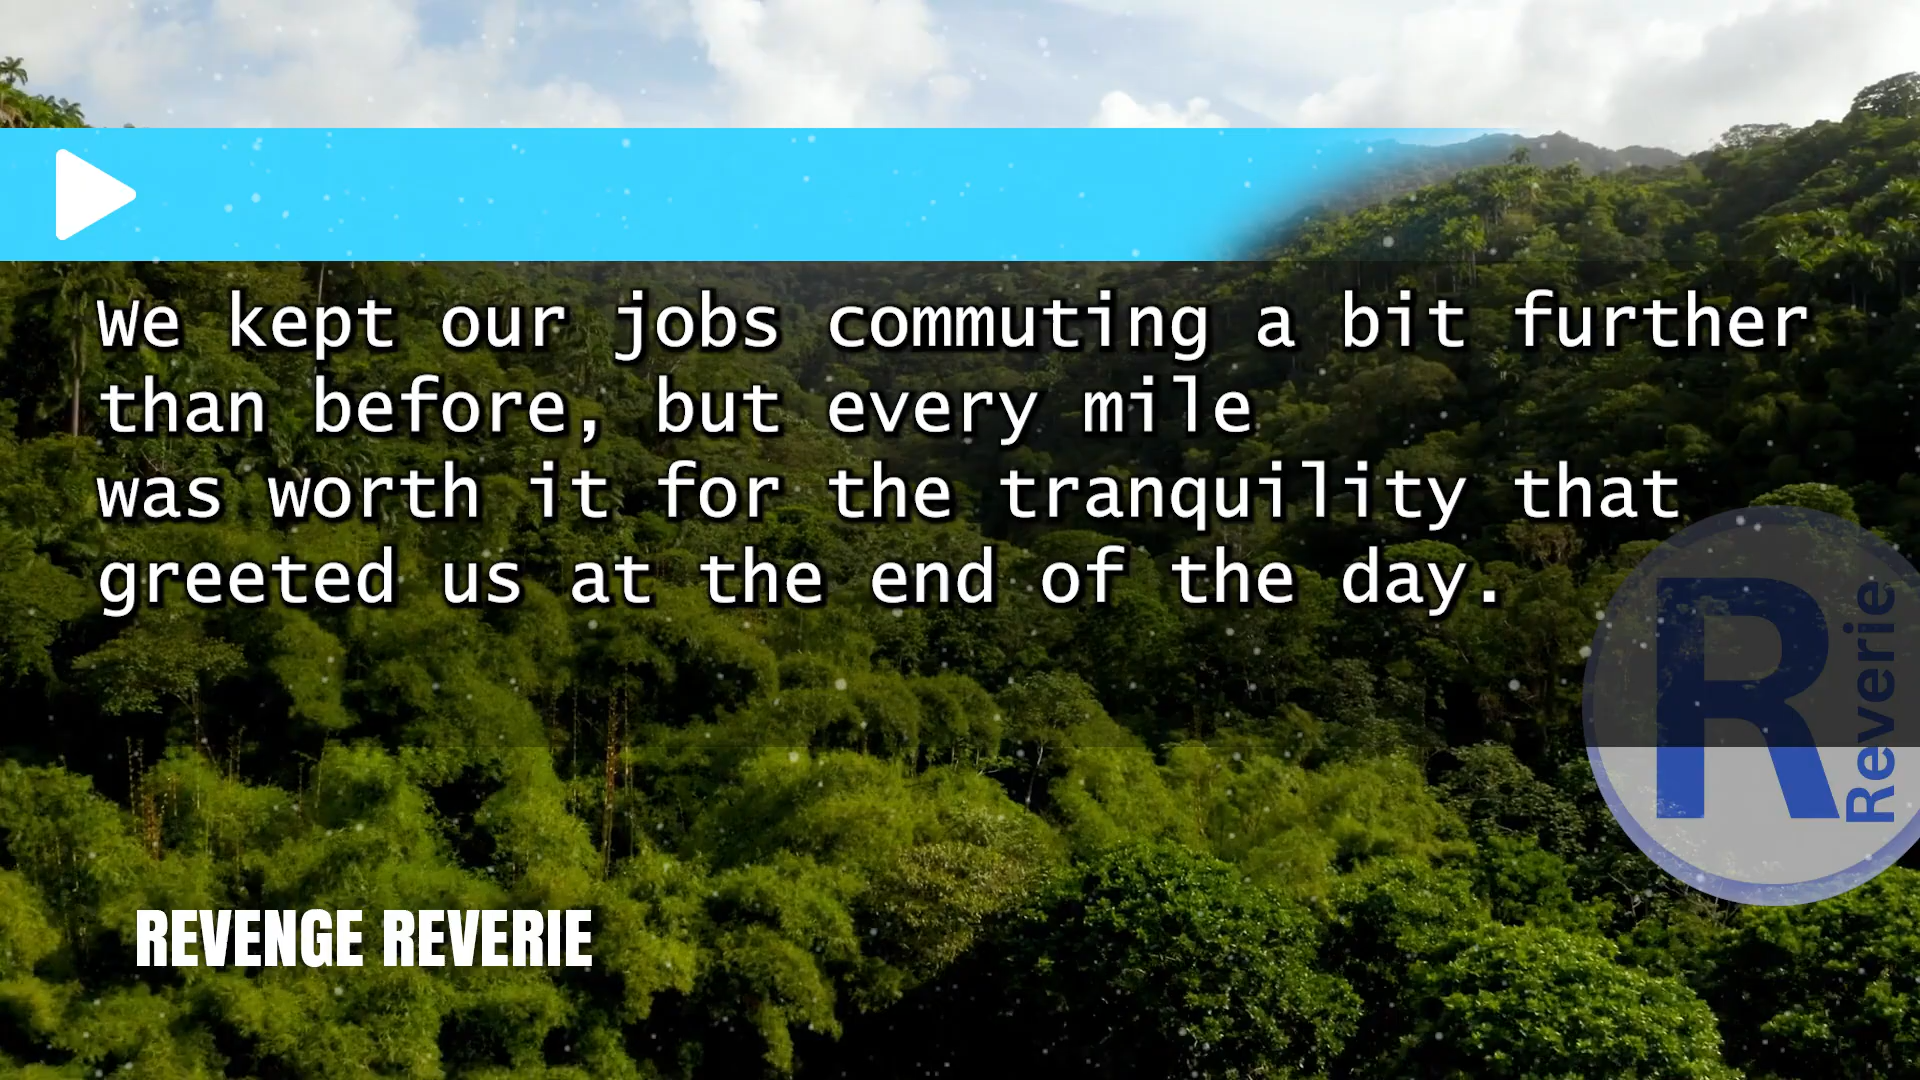 We kept our jobs commuting a bit further
than before, but every mile
was worth it for the tranquility that
greeted us at the end of the day.
R
Reverie
REVENGE REVERIE